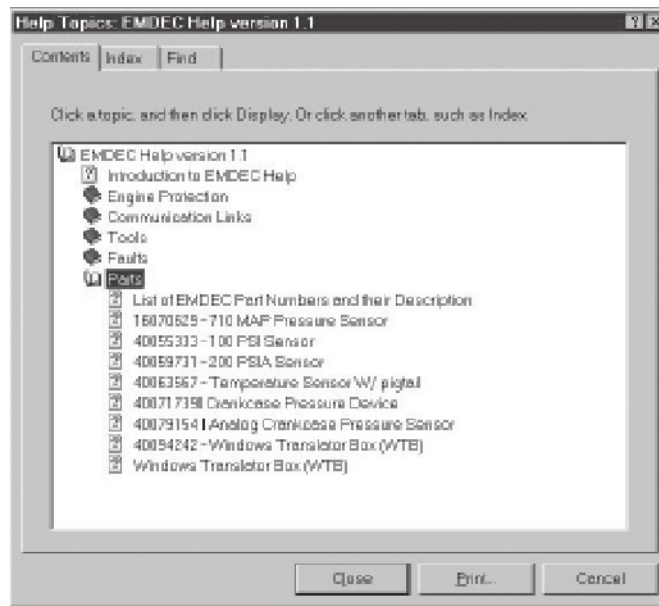 Help Topics: EMDEC Help version 1.1
Contents Index Find
Click a topic, and then click Display. Or click another tab, such as Index.
EMDEC Help version 1.1
Introduction to EMDEC Help
Engine Protection
Communication Links
Tools
Faults
Parts
List of EMDEC Part Numbers and their Description
16070629 - 710 MAP Pressure Sensor
40055333 - 100 PSI Sensor
40059731 - 200 PSIA Sensor
40063567 - Temperature Sensor W/ pigtail
Crankcase Pressure Device
Analog Crankcase Pressure Sensor
40094242 - Windows Translator Box (WTB)
Windows Translator Box (WTB)
Close Print... Cancel